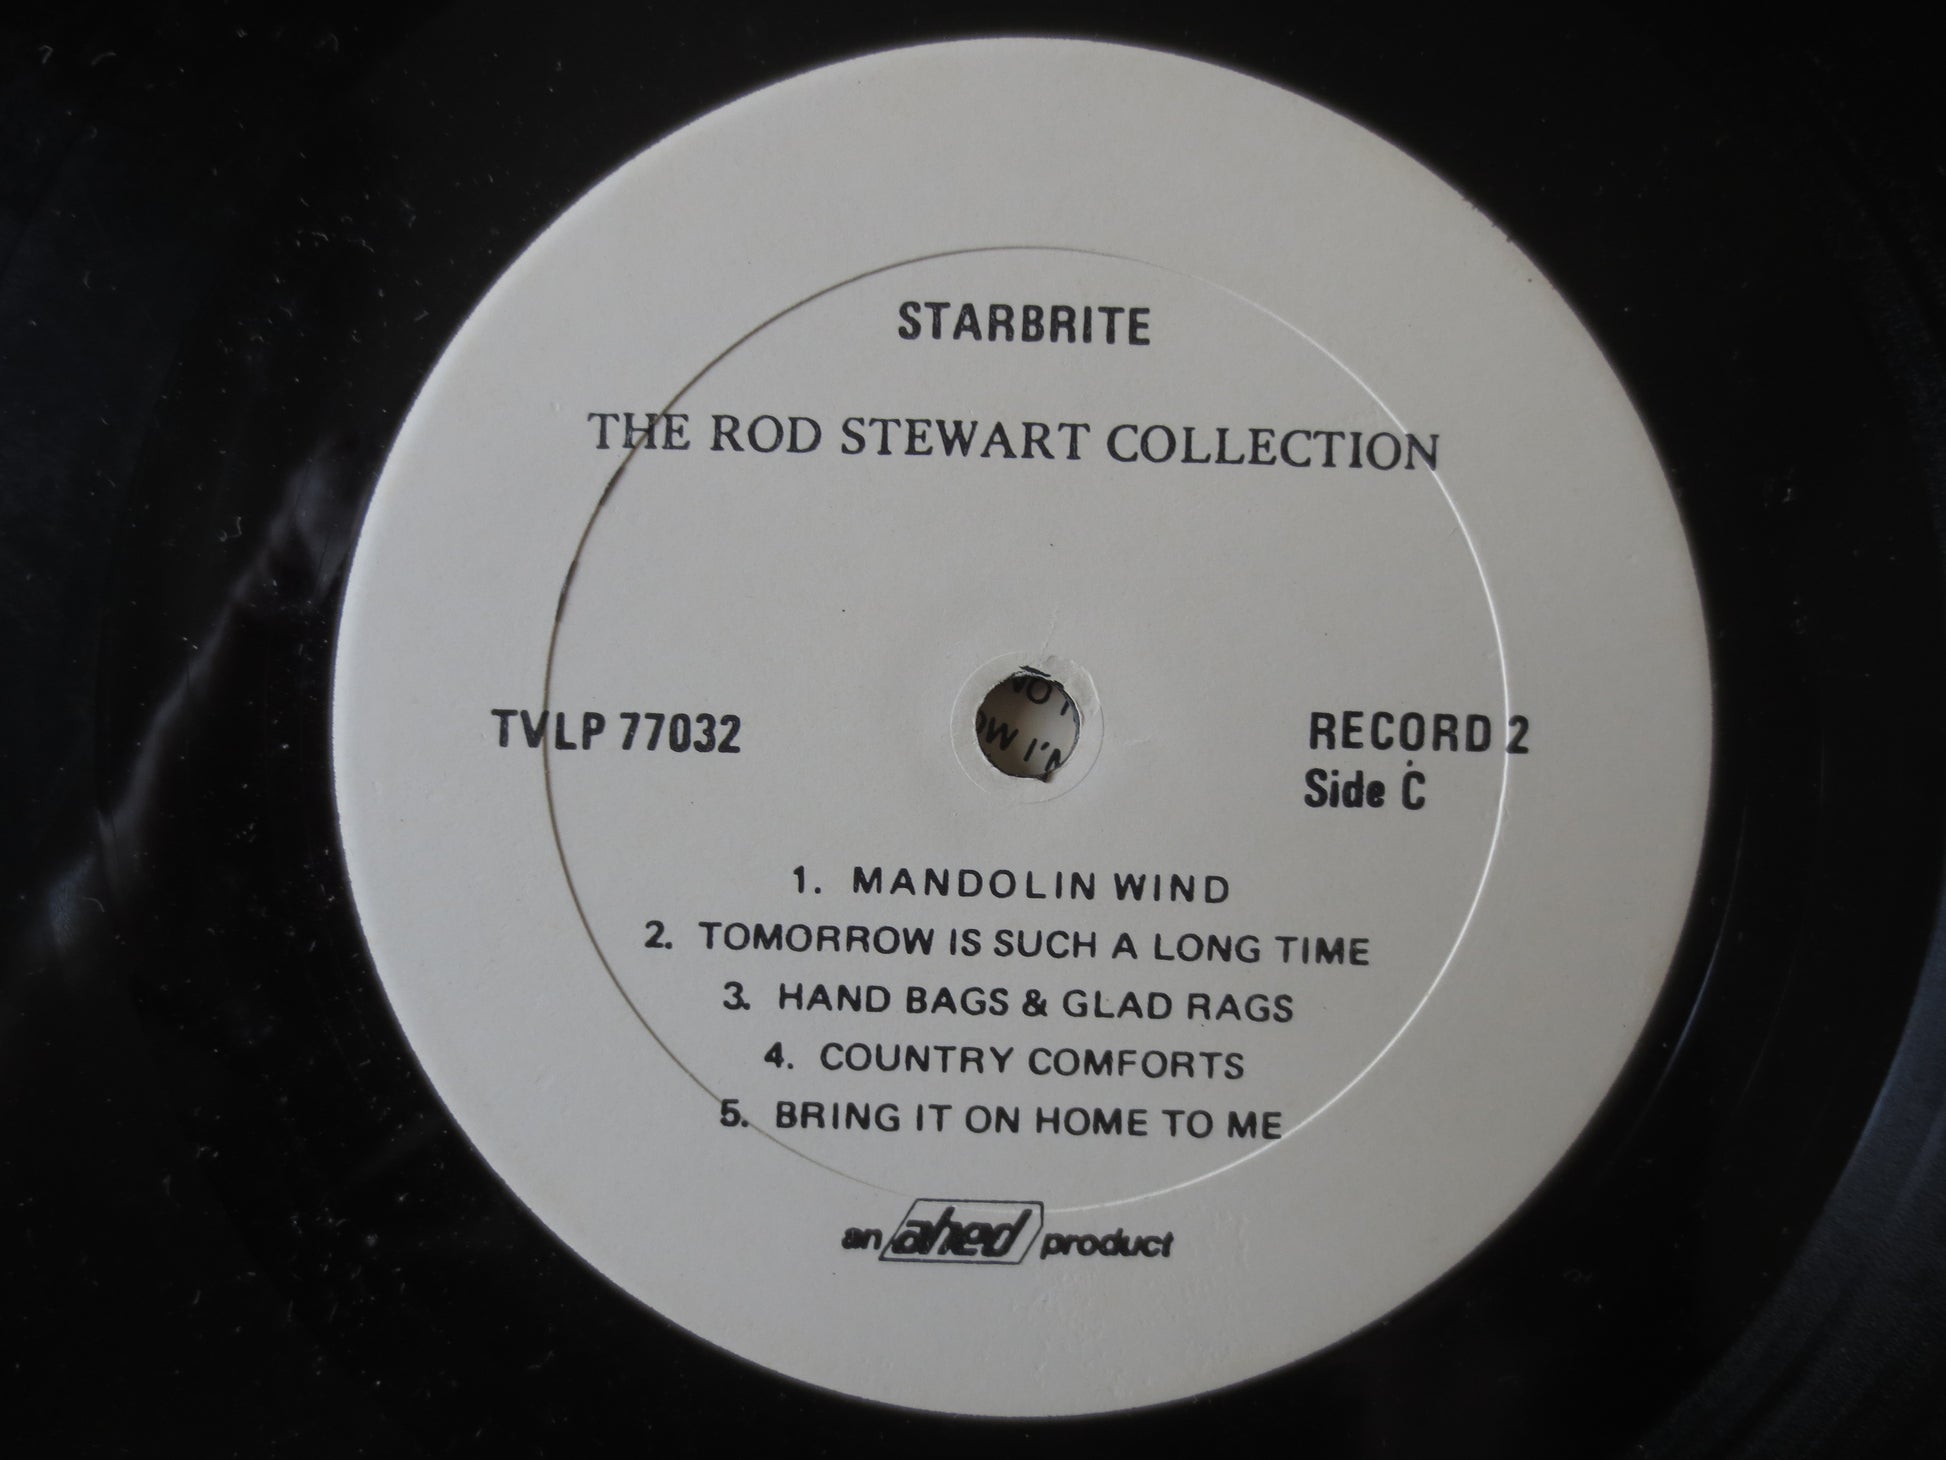 STARBRITE
THE ROD STEWART COLLECTION
TVLP 77032
RECORD 2
Side C
1. MANDOLIN WIND
2. TOMORROW IS SUCH A LONG TIME
3. HAND BAGS & GLAD RAGS
4. COUNTRY COMFORTS
5. BRING IT ON HOME TO ME
an ahed product